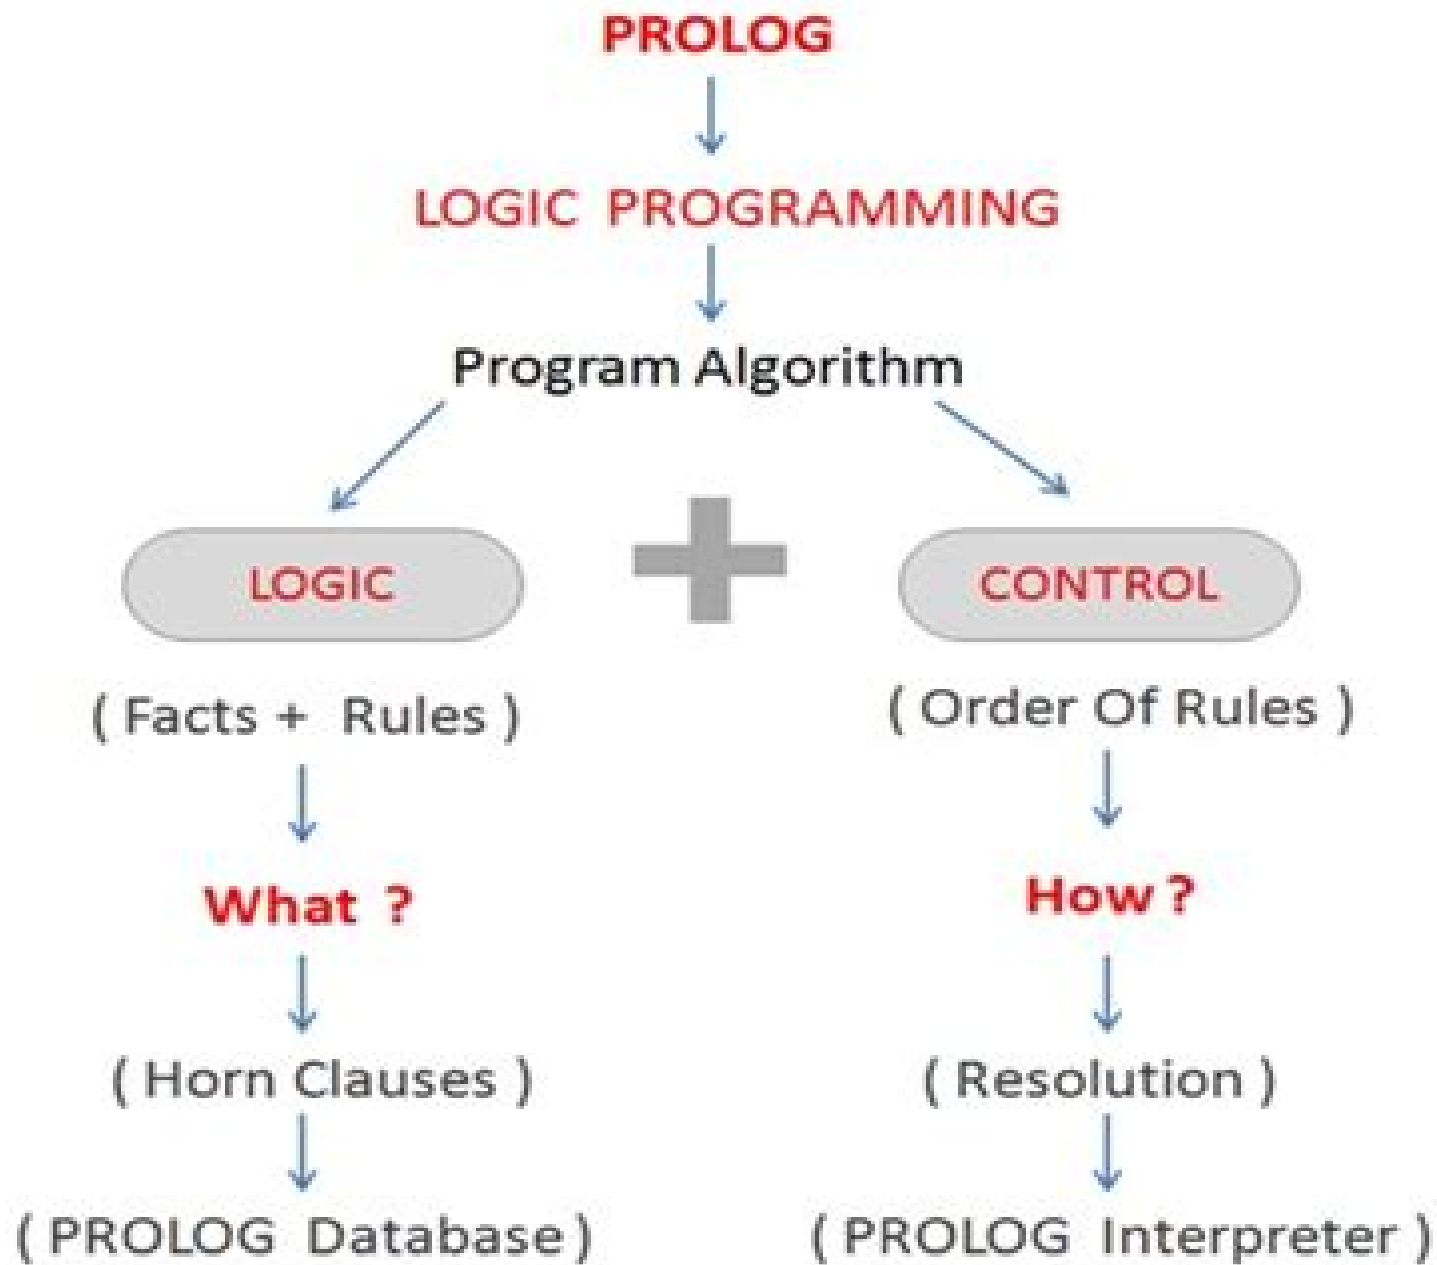 PROLOG
LOGIC PROGRAMMING
Program Algorithm
LOGIC
CONTROL
( Facts + Rules )
( Order Of Rules )
What ?
How ?
( Horn Clauses )
( Resolution )
( PROLOG Database )
( PROLOG Interpreter )